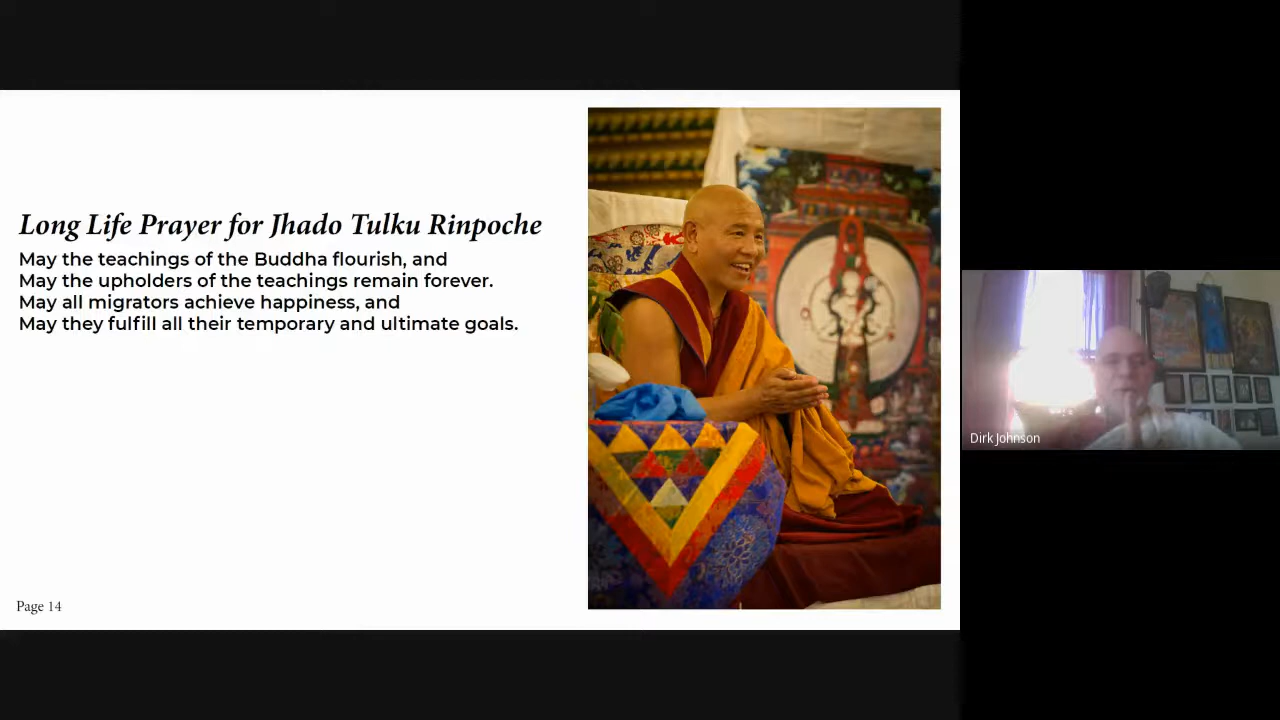 Long Life Prayer for Jhado Tulku Rinpoche
May the teachings of the Buddha flourish, and
May the upholders of the teachings remain forever.
May all migrators achieve happiness, and
May they fulfill all their temporary and ultimate goals.
Page 14
Dirk Johnson